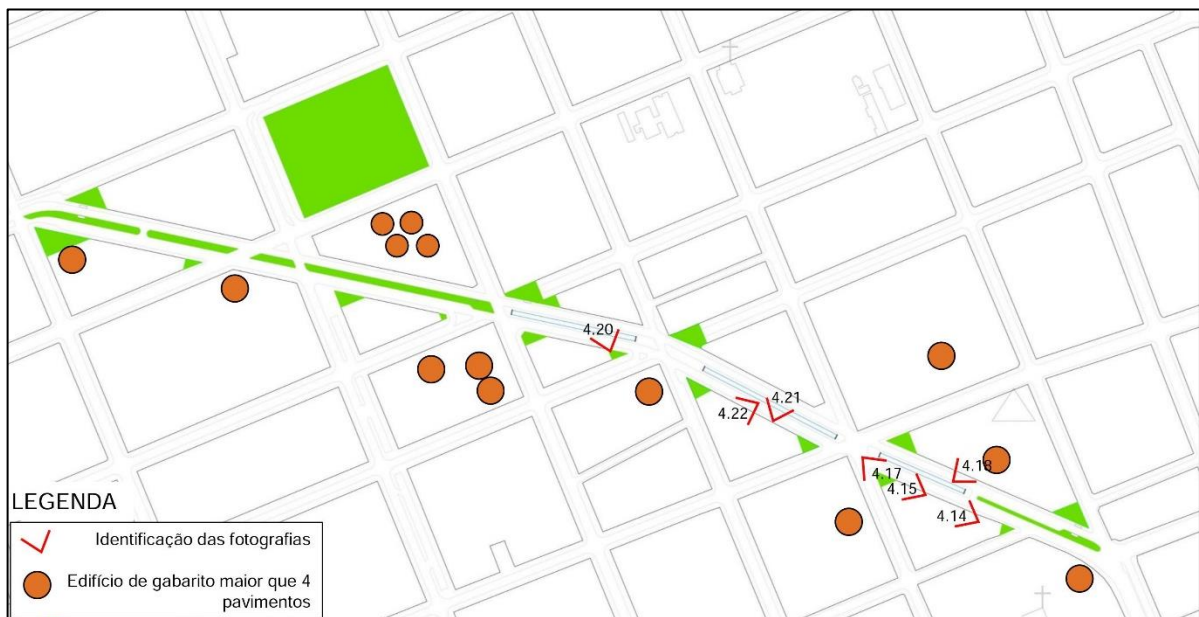 4.20
4.21
4.22
4.18
4.17
4.15
4.14
LEGENDA
Identificação das fotografias
Edifício de gabarito maior que 4
pavimentos